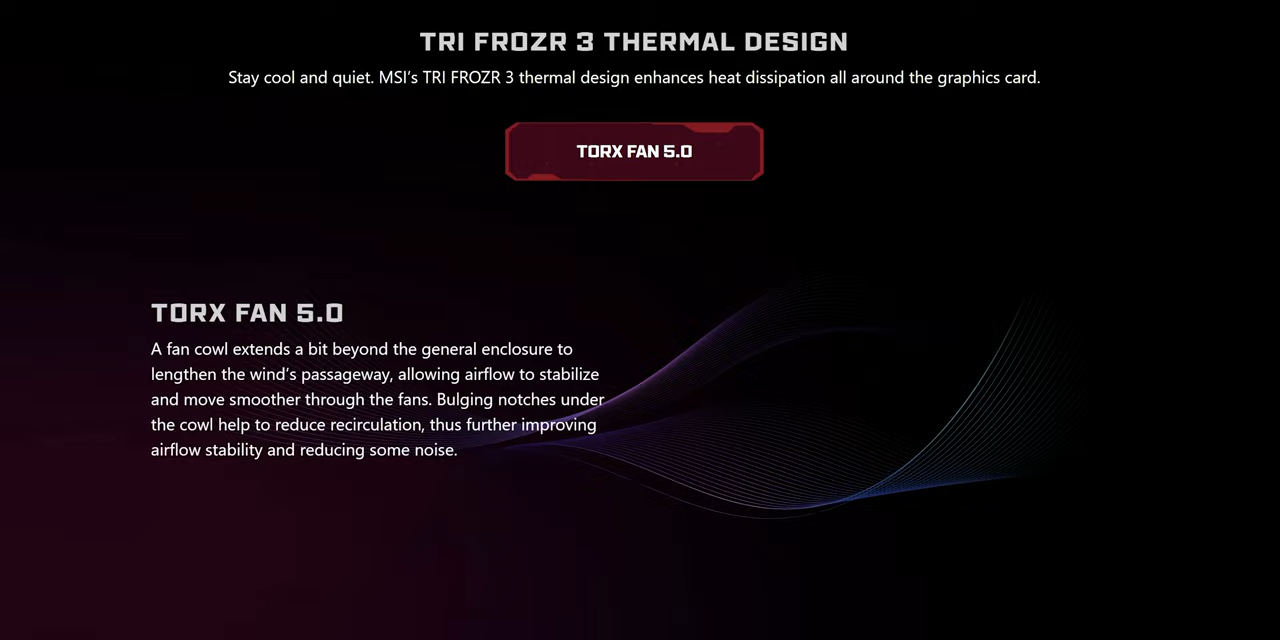 TRI FROZR 3 THERMAL DESIGN
Stay cool and quiet. MSI's TRI FROZR 3 thermal design enhances heat dissipation all around the graphics card.
TORX FAN 5.0
TORX FAN 5.0
A fan cowl extends a bit beyond the general enclosure to
lengthen the wind's passageway, allowing airflow to stabilize
and move smoother through the fans. Bulging notches under
the cowl help to reduce recirculation, thus further improving
airflow stability and reducing some noise.